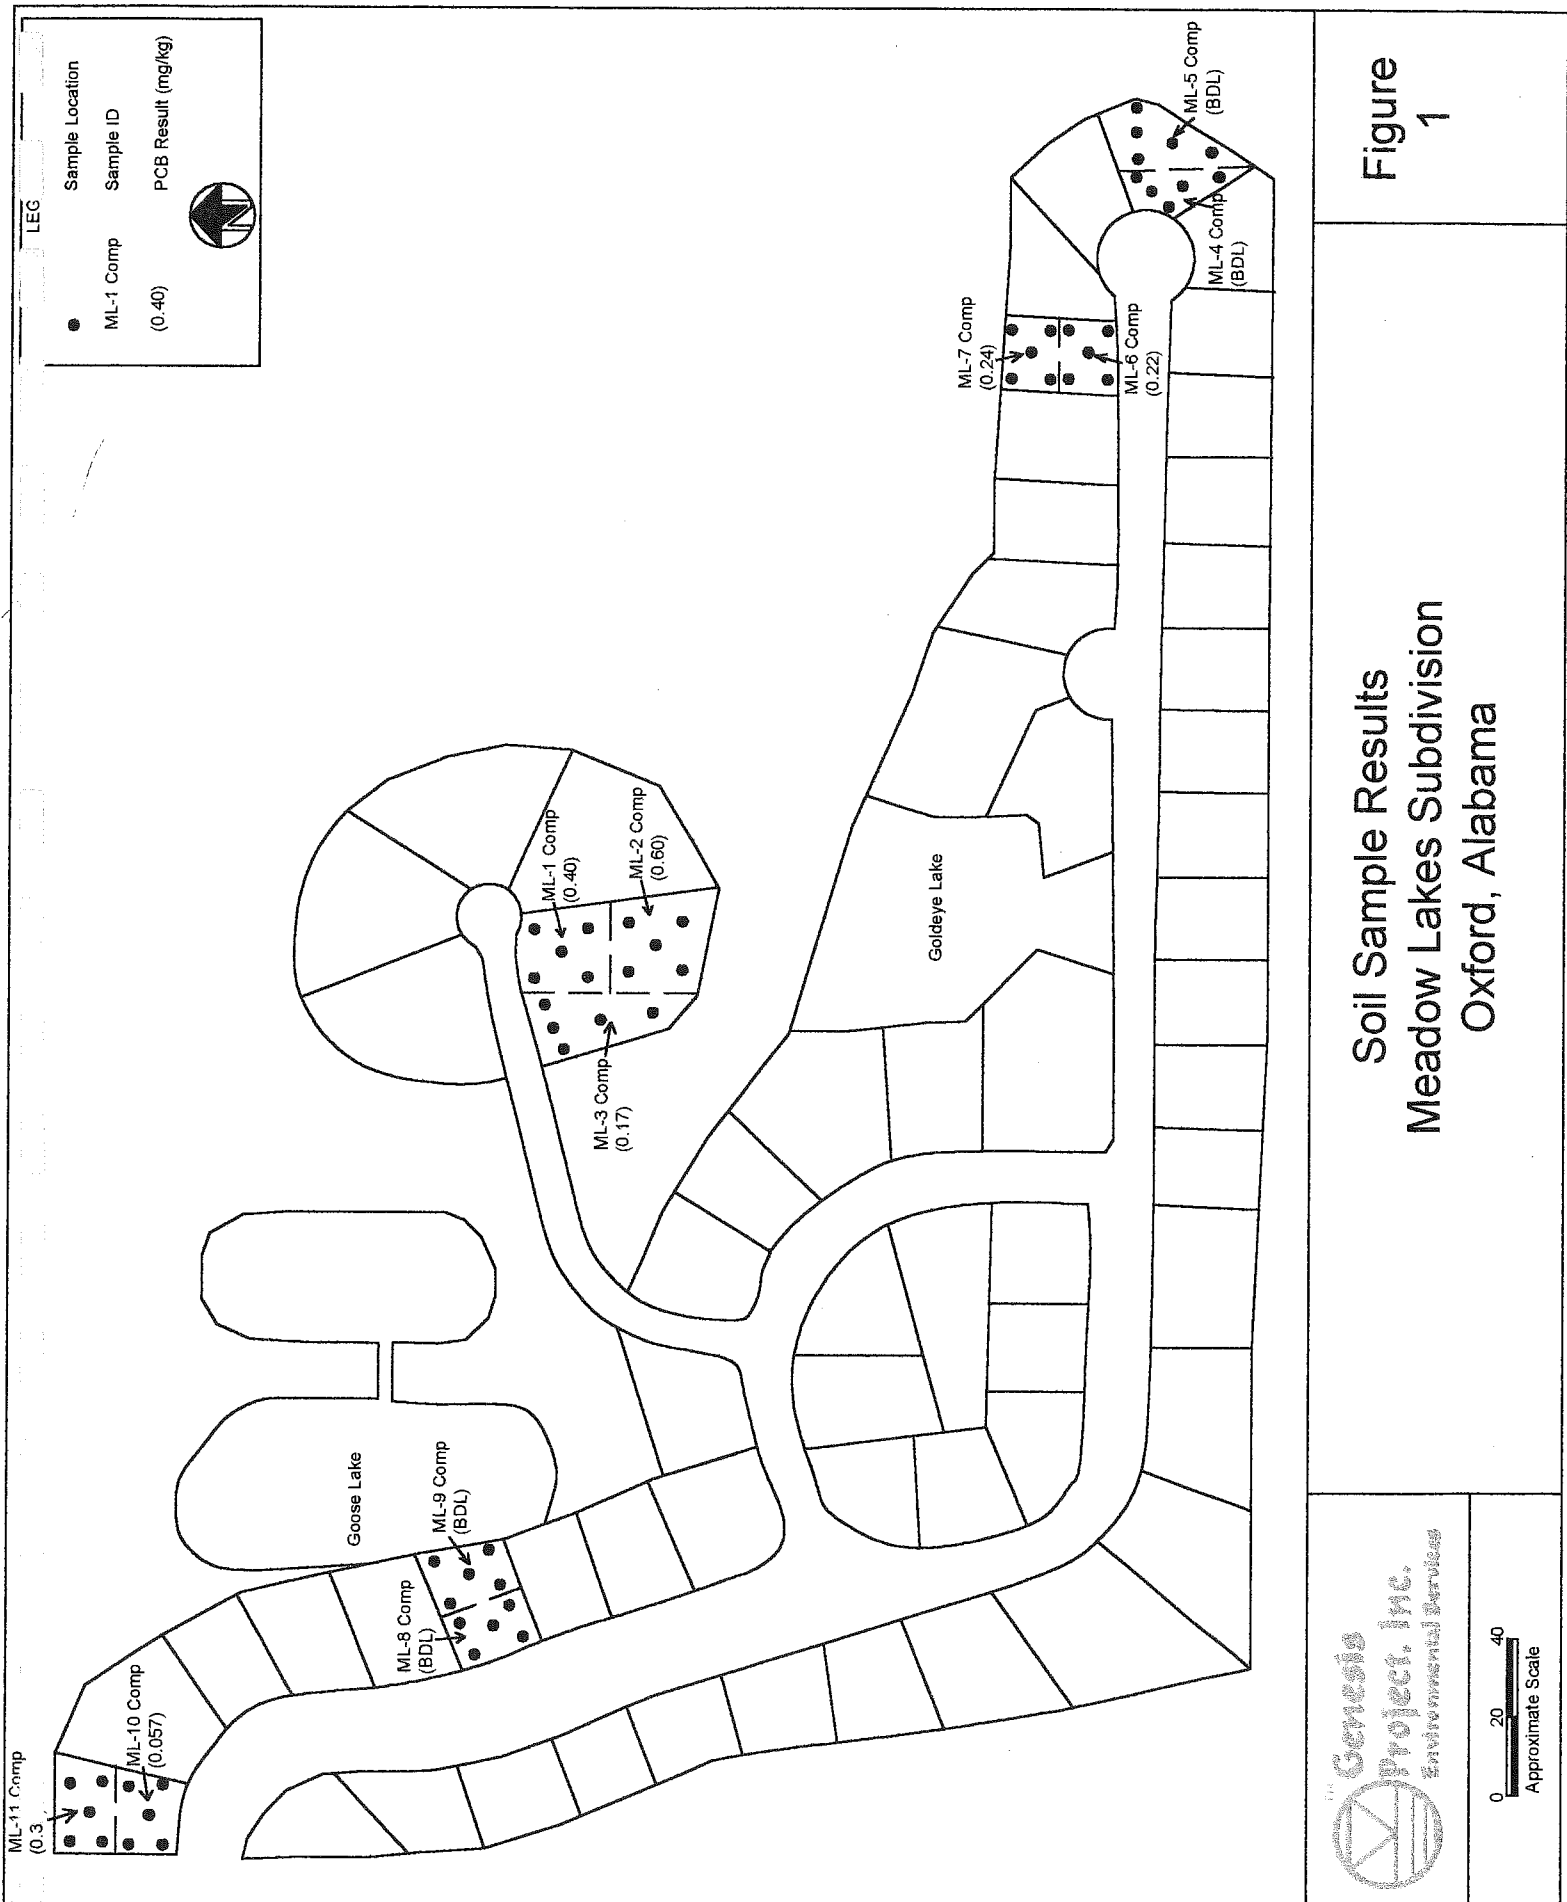 LEG
Sample Location
ML-1 Comp Sample ID
(0.40) PCB Result (mg/kg)
N
ML-11 Comp
(0.3
ML-10 Comp
(0.057)
ML-8 Comp
(BDL)
ML-9 Comp
(BDL)
Goose Lake
ML-3 Comp
(0.17)
ML-1 Comp
(0.40)
ML-2 Comp
(0.60)
Goldeye Lake
ML-7 Comp
(0.24)
ML-6 Comp
(0.22)
ML-4 Comp
(BDL)
ML-5 Comp
(BDL)
Genesis
Project, Inc.
Environmental Services
0 20 40
Approximate Scale
Soil Sample Results
Meadow Lakes Subdivision
Oxford, Alabama
Figure
1